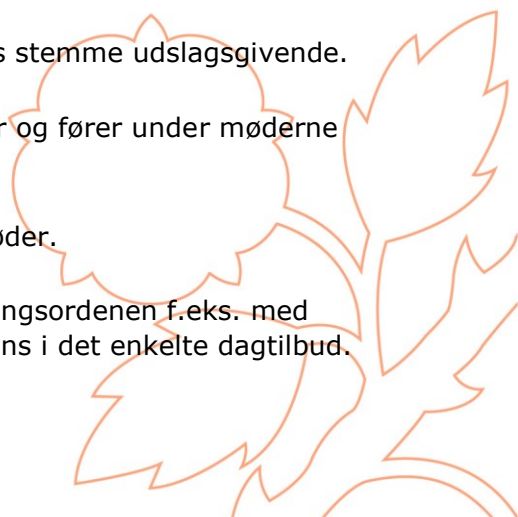 s stemme udslagsgivende.
r og fører under møderne
øder.
ngsordenen f.eks. med
ns i det enkelte dagtilbud.